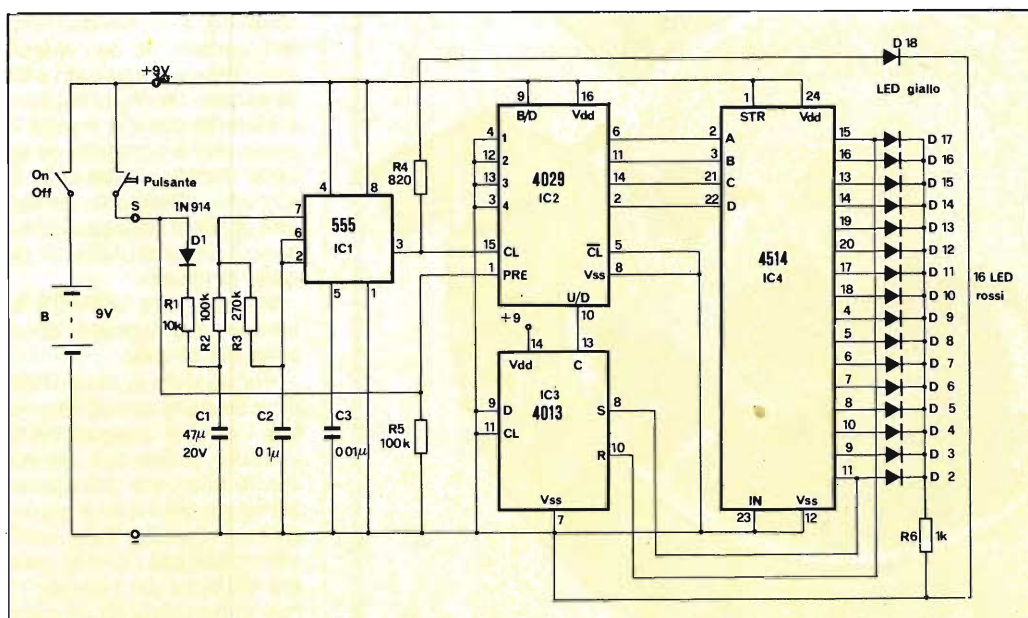 +9V
On
Off
Pulsante
S
B
9V
1N914
D1
R1
10k
R2
100k
R3
270k
C1
47µ
20V
C2
0 1µ
C3
0 01µ
4
8
7
6
2
3
5
1
555
IC1
R4
820
R5
100k
9
16
B/D
Vdd
4
1
12
2
13
3
3
4
6
11
14
2
4029
IC2
15
CL
1
PRE
5
CI
8
Vss
U/D
10
+9
14
13
Vdd
C
IC3
4013
9
D
11
CL
S
8
R
10
Vss
7
1
24
STR
Vdd
2
A
3
B
21
C
22
D
4514
IC4
IN
Vss
23
12
15
16
13
14
19
20
17
18
4
5
6
7
8
10
9
11
D 18
LED giallo
D 17
D 16
D 15
D 14
D 13
D 12
D 11
D 10
D 9
D 8
D 7
D 6
D 5
D 4
D 3
D 2
16 LED
rossi
R6
1k